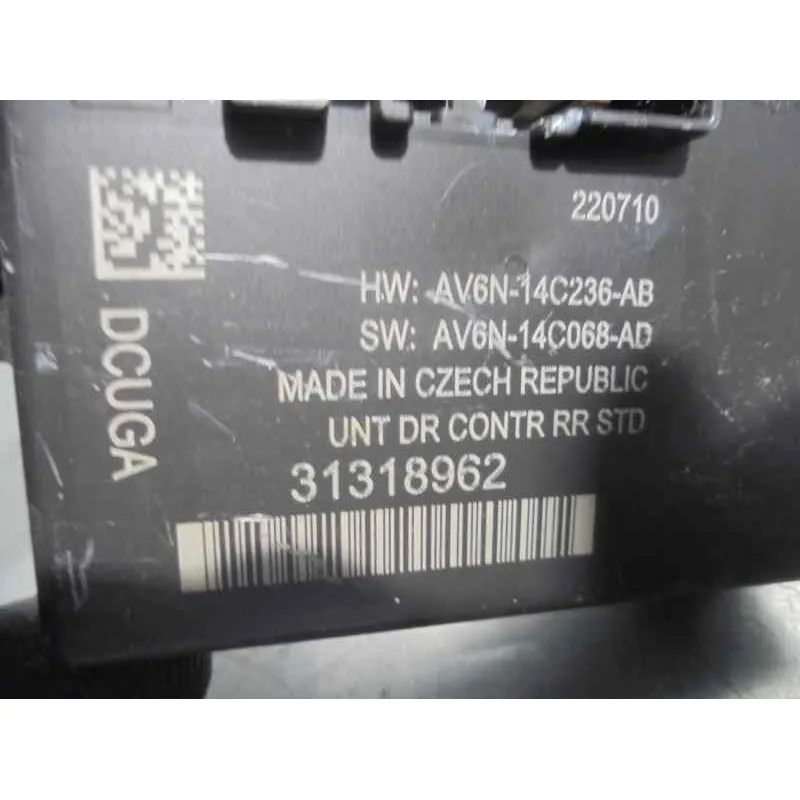 220710
HW: AV6N-14C236-AB
SW: AV6N-14C068-AD
MADE IN CZECH REPUBLIC
UNT DR CONTR RR STD
31318962
DCUGA